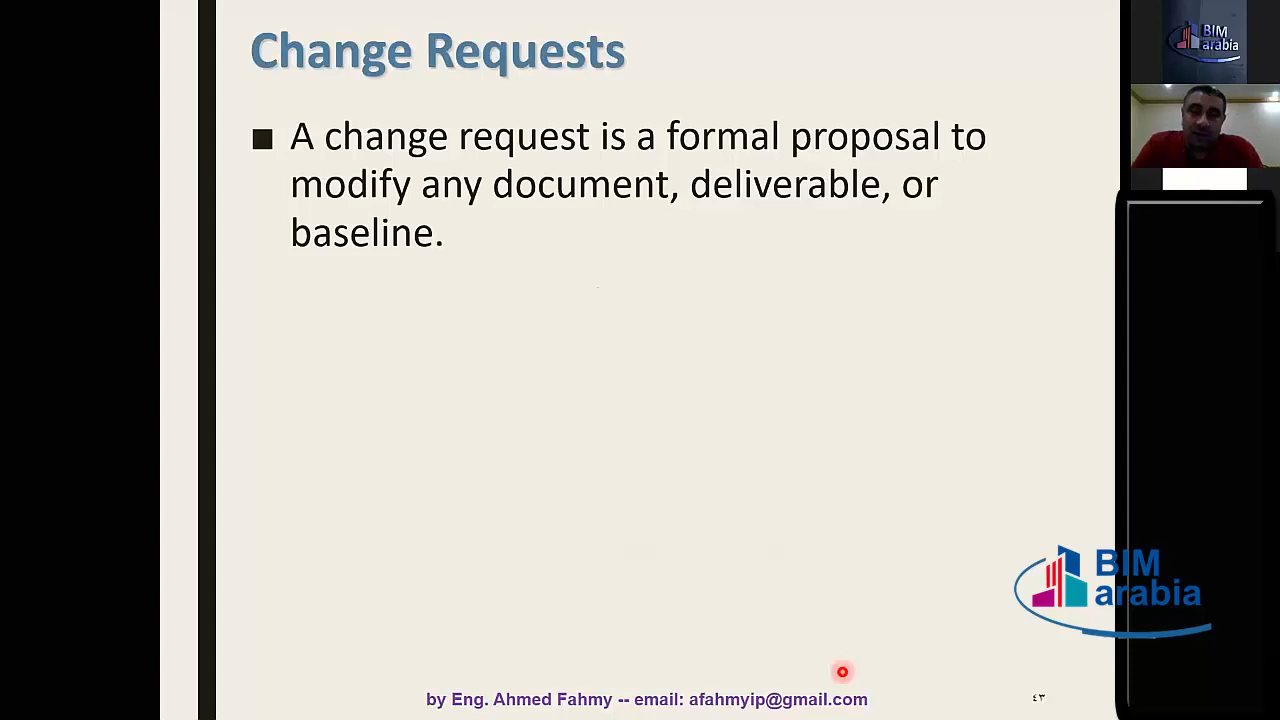 Change Requests
■ A change request is a formal proposal to
modify any document, deliverable, or
baseline.
BIM
arabia
BIM
arabia
by Eng. Ahmed Fahmy -- email: afahmyip@gmail.com
٤٣